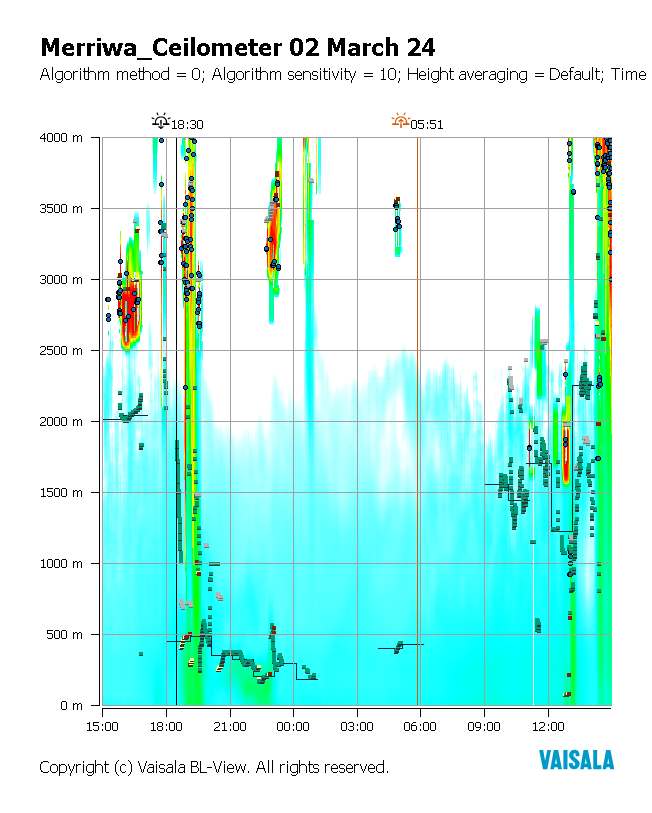 Merriwa_Ceilometer 02 March 24
Algorithm method = 0; Algorithm sensitivity = 10; Height averaging = Default; Time
18:30
05:51
4000 m
3500 m
3000 m
2500 m
2000 m
1500 m
1000 m
500 m
0 m
15:00 18:00 21:00 00:00 03:00 06:00 09:00 12:00
Copyright (c) Vaisala BL-View. All rights reserved.
VAISALA